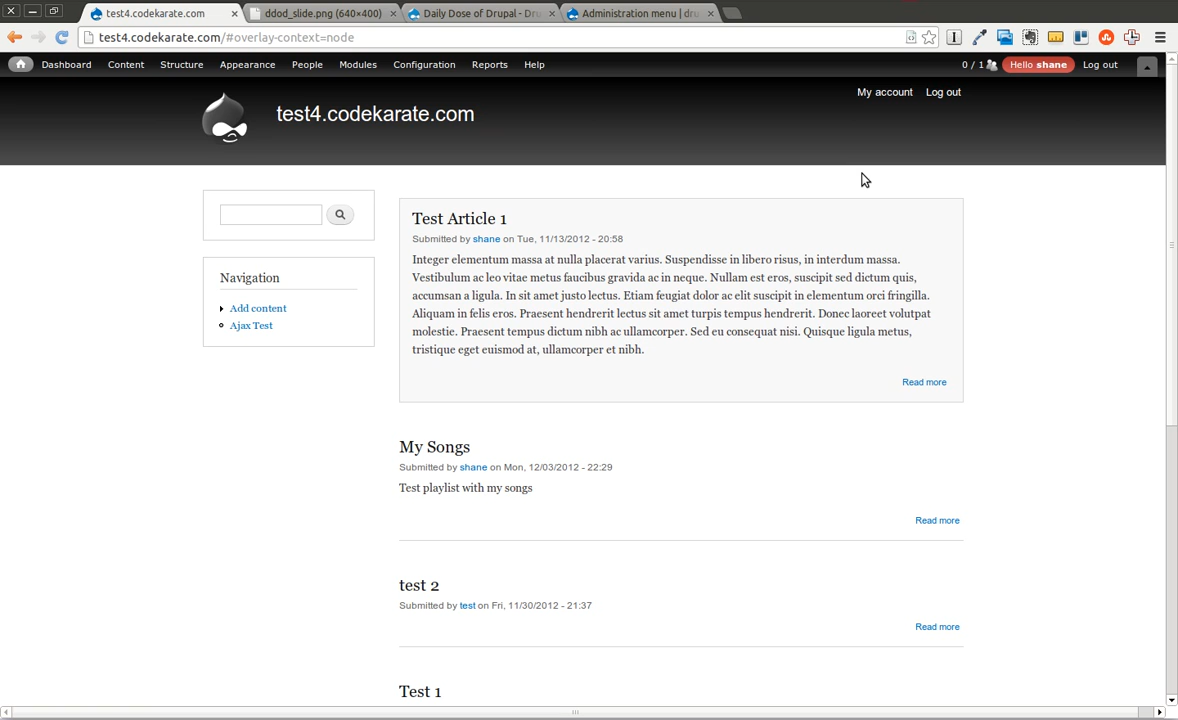 test4.codekarate.com
ddod_slide.png (640×400)
Daily Dose of Drupal - Dru
Administration menu | dru
test4.codekarate.com/#overlay-context=node
Dashboard Content Structure Appearance People Modules Configuration Reports Help 0 / 1 Hello shane Log out
My account Log out
test4.codekarate.com
Navigation
Add content
Ajax Test
Test Article 1
Submitted by shane on Tue, 11/13/2012 - 20:58
Integer elementum massa at nulla placerat varius. Suspendisse in libero risus, in interdum massa.
Vestibulum ac leo vitae metus faucibus gravida ac in neque. Nullam est eros, suscipit sed dictum quis,
accumsan a ligula. In sit amet justo lectus. Etiam feugiat dolor ac elit suscipit in elementum orci fringilla.
Aliquam in felis eros. Praesent hendrerit lectus sit amet turpis tempus hendrerit. Donec laoreet volutpat
molestie. Praesent tempus dictum nibh ac ullamcorper. Sed eu consequat nisi. Quisque ligula metus,
tristique eget euismod at, ullamcorper et nibh.
Read more
My Songs
Submitted by shane on Mon, 12/03/2012 - 22:29
Test playlist with my songs
Read more
test 2
Submitted by test on Fri, 11/30/2012 - 21:37
Read more
Test 1